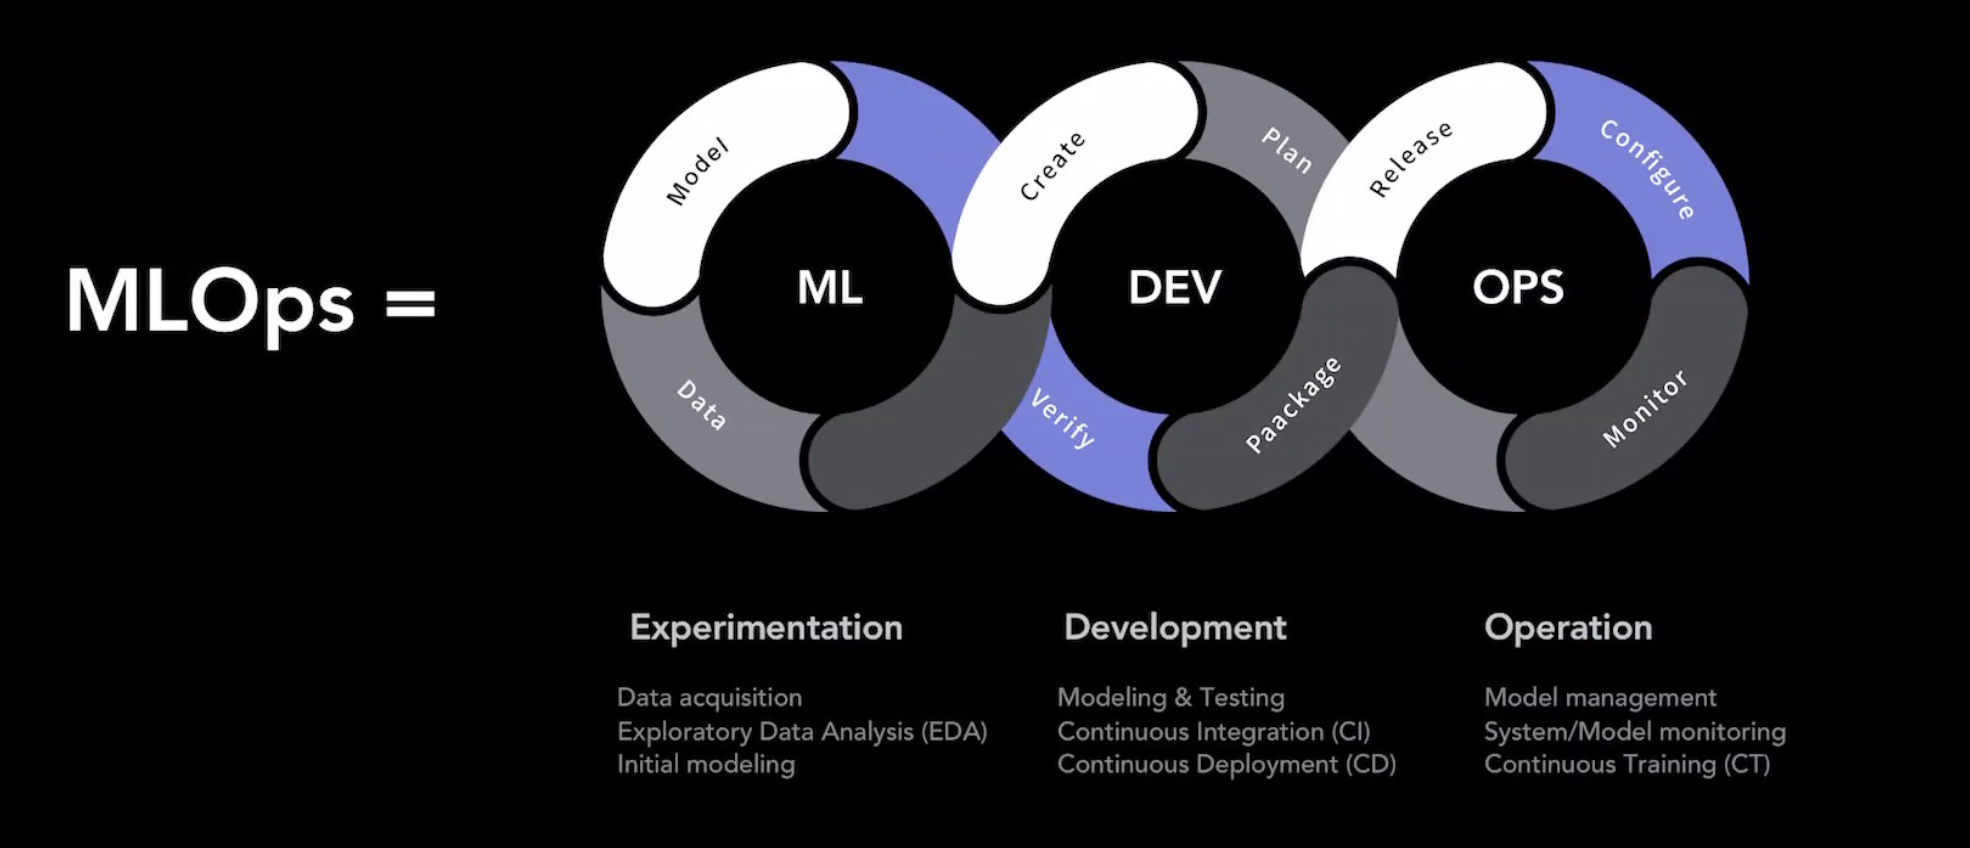 MLOps =
Model
Data
ML
Create
Plan
Verify
Paackage
DEV
Release
Configure
Monitor
OPS
Experimentation
Data acquisition
Exploratory Data Analysis (EDA)
Initial modeling
Development
Modeling & Testing
Continuous Integration (CI)
Continuous Deployment (CD)
Operation
Model management
System/Model monitoring
Continuous Training (CT)